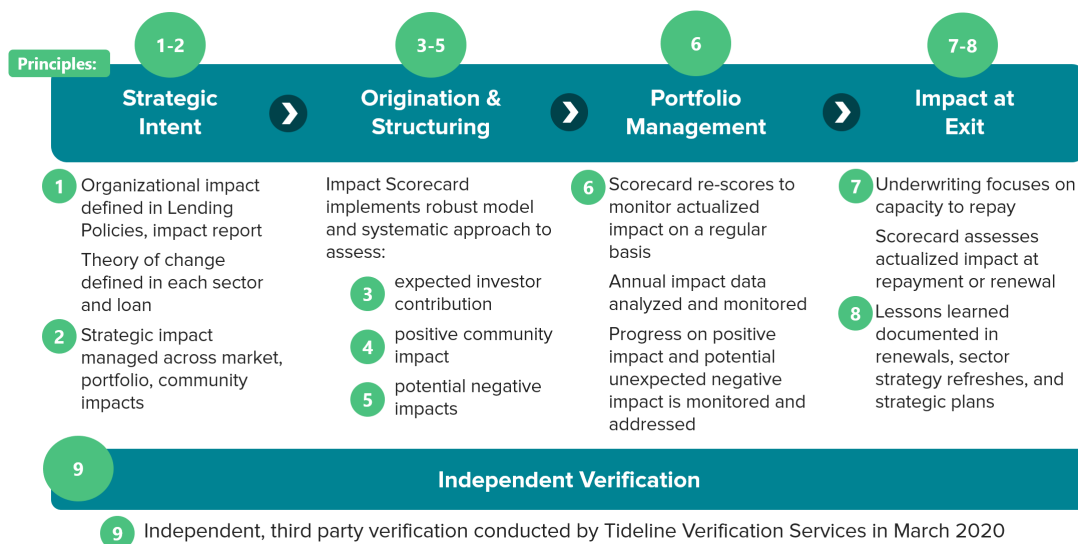 Principles:
1-2
3-5
6
7-8
Strategic
Intent
Origination &
Structuring
Portfolio
Management
Impact at
Exit
1
Organizational impact
defined in Lending
Policies, impact report
Theory of change
defined in each sector
and loan
2
Strategic impact
managed across market,
portfolio, community
impacts
Impact Scorecard
implements robust model
and systematic approach to
assess:
3
expected investor
contribution
4
positive community
impact
5
potential negative
impacts
6
Scorecard re-scores to
monitor actualized
impact on a regular
basis
Annual impact data
analyzed and monitored
Progress on positive
impact and potential
unexpected negative
impact is monitored and
addressed
7
Underwriting focuses on
capacity to repay
Scorecard assesses
actualized impact at
repayment or renewal
8
Lessons learned
documented in
renewals, sector
strategy refreshes, and
strategic plans
9
Independent Verification
9
Independent, third party verification conducted by Tideline Verification Services in March 2020